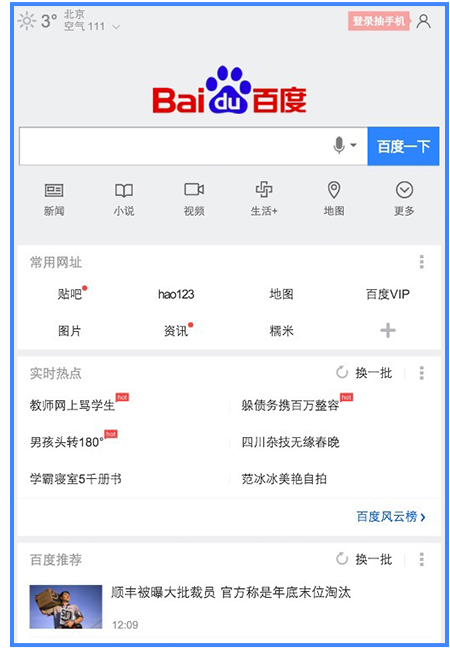 3° 北京
空气 111
登录抽手机
Bai du 百度
百度一下
新闻 小说 视频 生活+ 地图 更多
常用网址
贴吧 hao123 地图 百度VIP
图片 资讯 糯米
实时热点 换一批
教师网上骂学生 hot 躲债务携百万整容 hot
男孩头转180° hot 四川杂技无缘春晚
学霸寝室5千册书 范冰冰美艳自拍
百度风云榜 ›
百度推荐 换一批
顺丰被曝大批裁员 官方称是年底末位淘汰
12:09